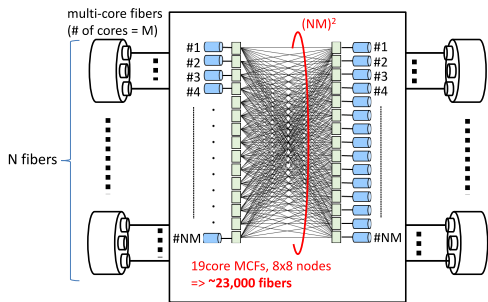 multi-core fibers
(# of cores = M)
(NM)²
#1
#2
#3
#4
#NM
#1
#2
#3
#4
#NM
N fibers
19core MCFs, 8x8 nodes
=> ~23,000 fibers